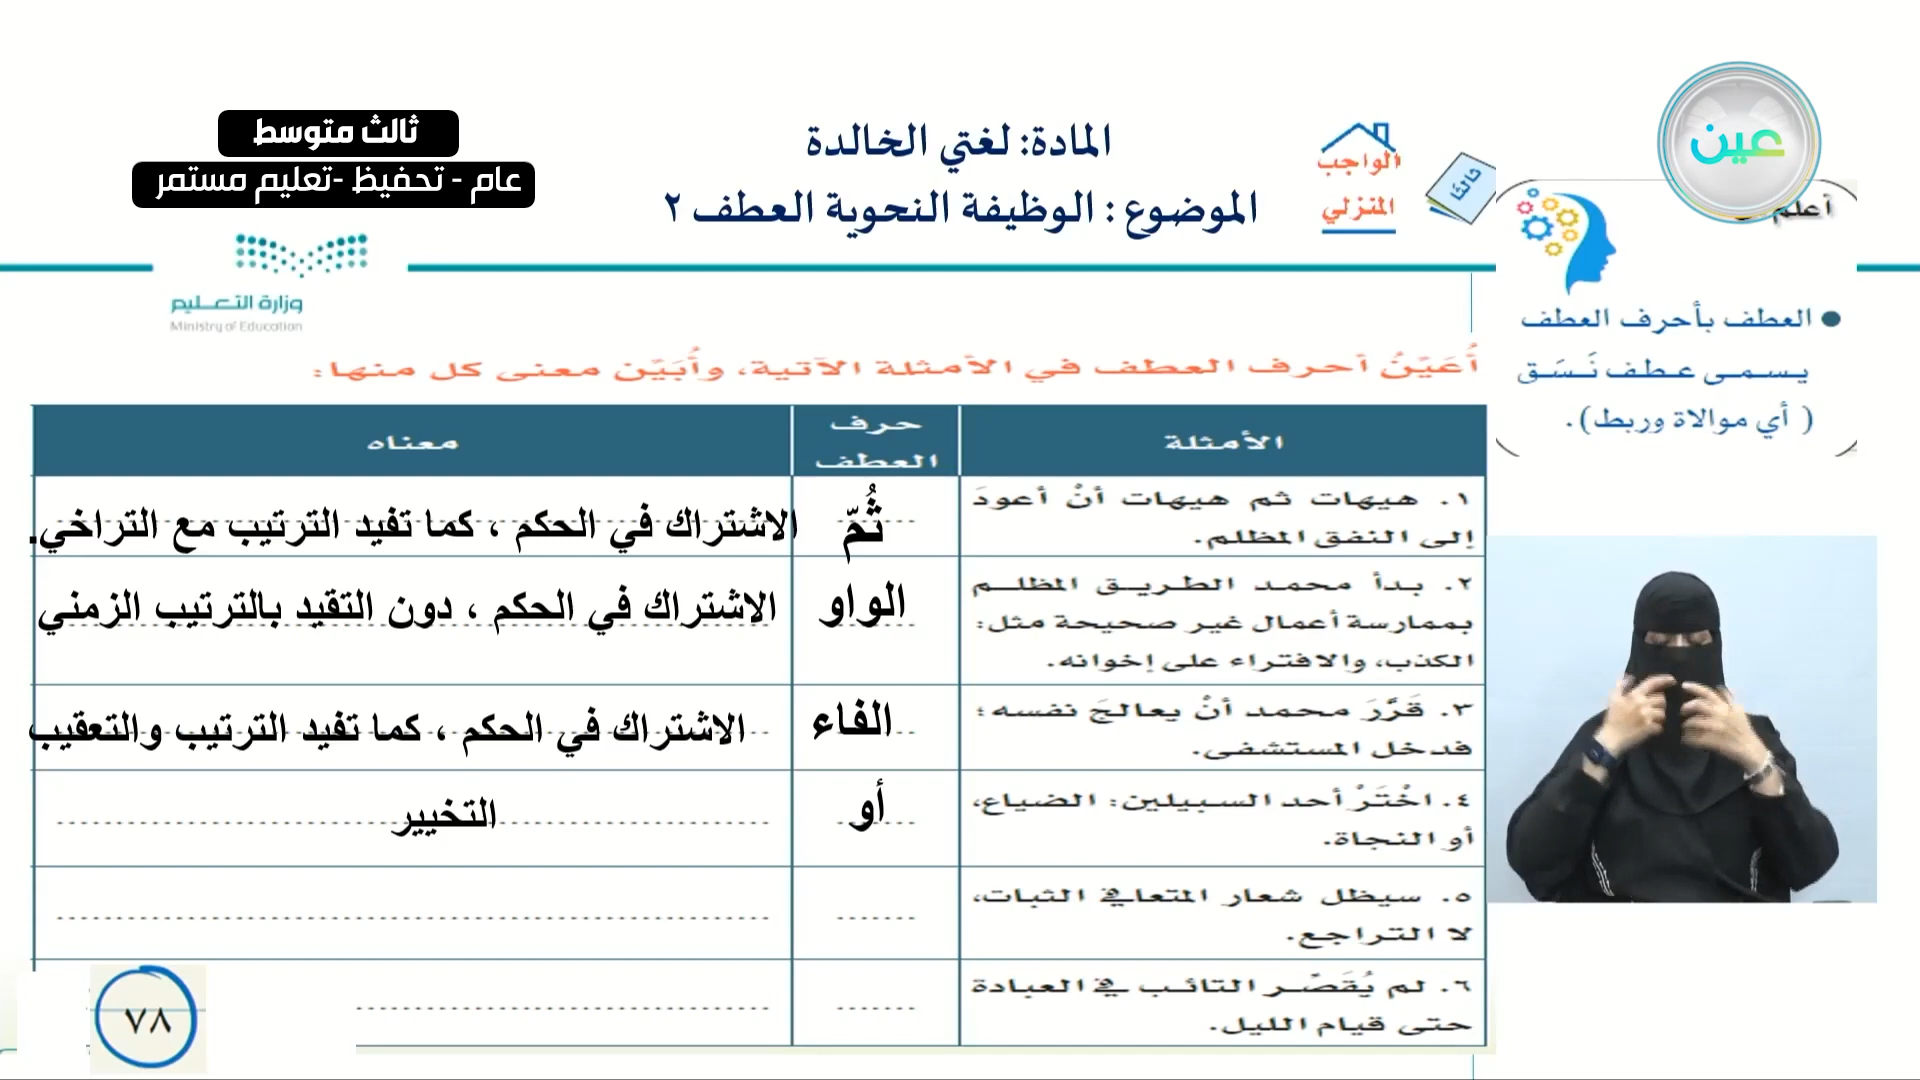 ثالث متوسط
عام - تحفيظ -تعليم مستمر
المادة: لغتي الخالدة
الموضوع : الوظيفة النحوية العطف ٢
الواجب
المنزلي
ثالثًا
عين
وزارة التعليم
Ministry of Education
العطف بأحرف العطف
يسمى عطف نَسَق
( أي موالاة وربط).
أُعَيّنُ أحرف العطف في الأمثلة الآتية، وأُبَيّن معنى كل منها:
الأمثلة
حرف العطف
معناه
١. هيهات ثم هيهات أنْ أعودَ
إلى النفق المظلم.
ثُمّ
الاشتراك في الحكم ، كما تفيد الترتيب مع التراخي.
٢. بدأ محمد الطريق المظلم
بممارسة أعمال غير صحيحة مثل:
الكذب، والافتراء على إخوانه.
الواو
الاشتراك في الحكم ، دون التقيد بالترتيب الزمني
٣. قَرَّرَ محمد أنْ يعالجَ نفسه؛
فدخل المستشفى.
الفاء
الاشتراك في الحكم ، كما تفيد الترتيب والتعقيب
٤. اخْتَرْ أحد السبيلين: الضياع،
أو النجاة.
أو
التخيير
٥. سيظل شعار المتعافي الثبات،
لا التراجع.
٦. لم يُقَصّر التائب في العبادة
حتى قيام الليل.
٧٨